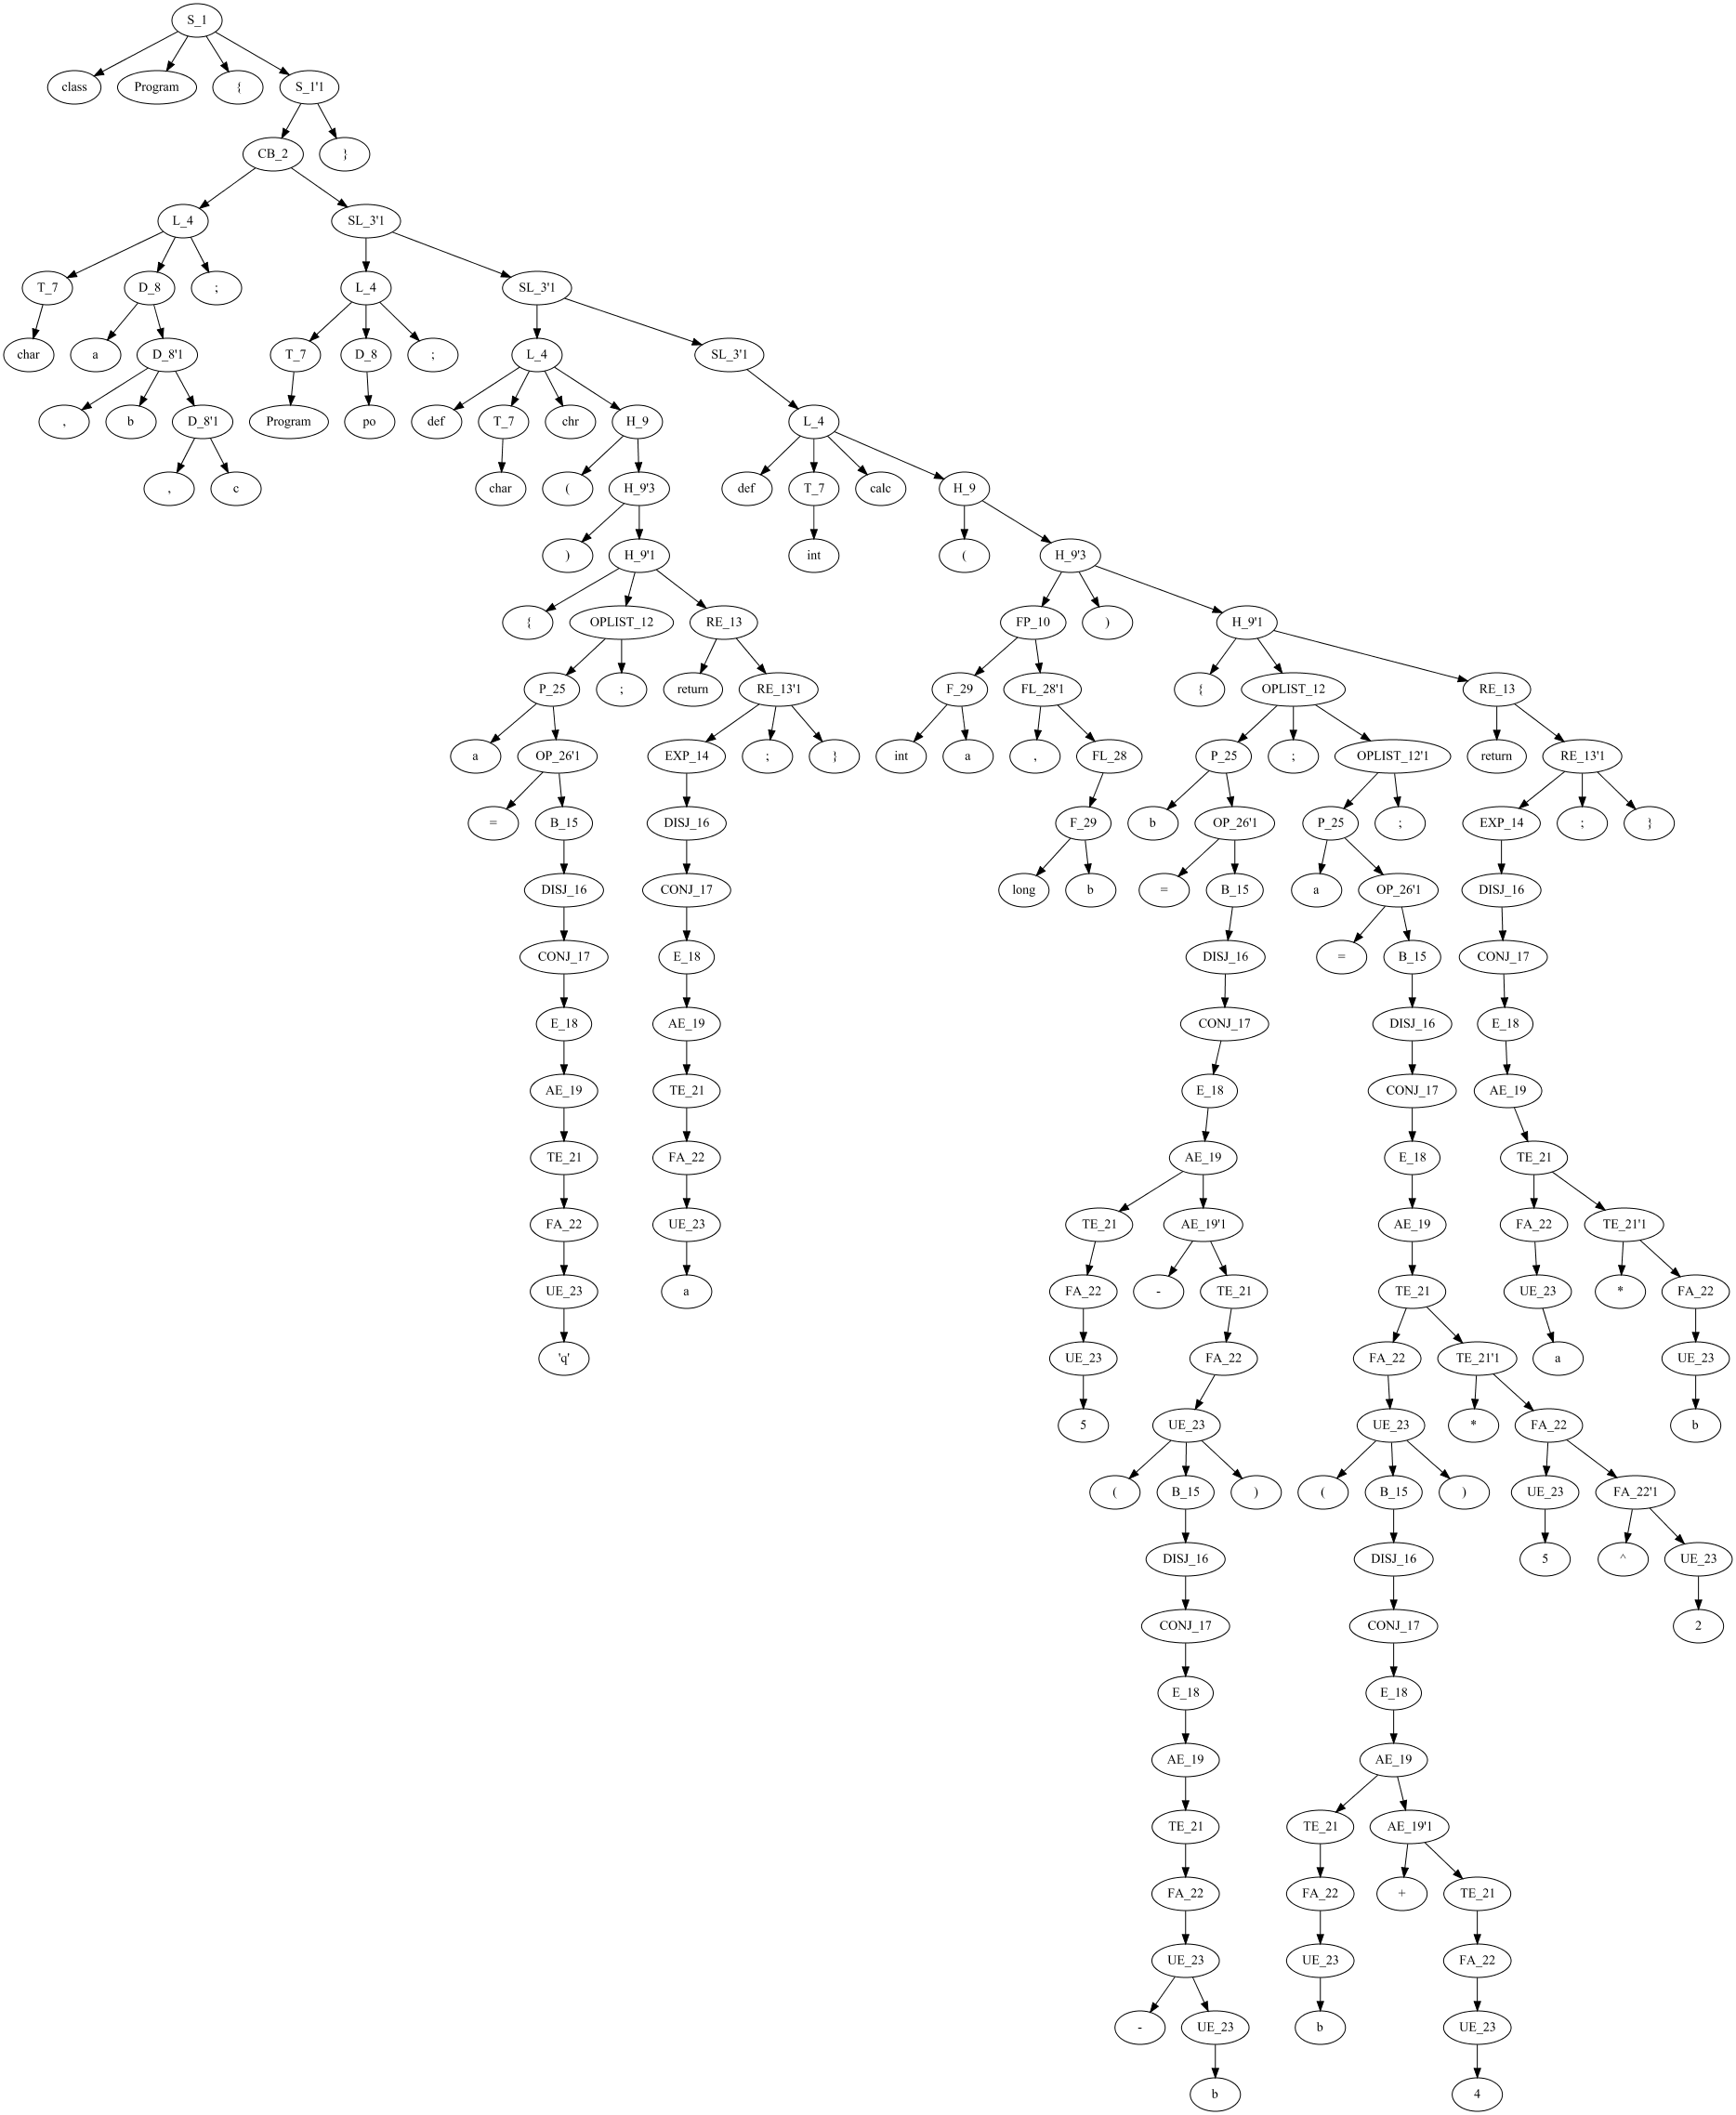 S_1
class Program { S_1'1
CB_2 }
L_4 SL_3'1
T_7 D_8 ; L_4 SL_3'1
char a D_8'1 T_7 D_8 ; L_4 SL_3'1
, b D_8'1 Program po def T_7 chr H_9 L_4
, c char ( H_9'3 def T_7 calc H_9
) H_9'1 int ( H_9'3
{ OPLIST_12 RE_13 FP_10 ) H_9'1
P_25 ; return RE_13'1 F_29 FL_28'1 { OPLIST_12 RE_13
a OP_26'1 EXP_14 ; } int a , FL_28 P_25 ; OPLIST_12'1 return RE_13'1
= B_15 DISJ_16 F_29 b OP_26'1 P_25 ; EXP_14 ; }
DISJ_16 CONJ_17 long b = B_15 a OP_26'1 DISJ_16
CONJ_17 E_18 DISJ_16 = B_15 CONJ_17
E_18 AE_19 CONJ_17 DISJ_16 E_18
AE_19 TE_21 E_18 CONJ_17 AE_19
TE_21 FA_22 AE_19 E_18 TE_21
FA_22 UE_23 TE_21 AE_19'1 AE_19 FA_22 TE_21'1
UE_23 a FA_22 - TE_21 TE_21 UE_23 * FA_22
'q' UE_23 FA_22 FA_22 TE_21'1 a UE_23
5 UE_23 UE_23 * FA_22 b
( B_15 ) ( B_15 ) UE_23 FA_22'1
DISJ_16 DISJ_16 5 ^ UE_23
CONJ_17 CONJ_17 2
E_18 E_18
AE_19 AE_19
TE_21 TE_21 AE_19'1
FA_22 FA_22 + TE_21
UE_23 UE_23 FA_22
- UE_23 b UE_23
b 4